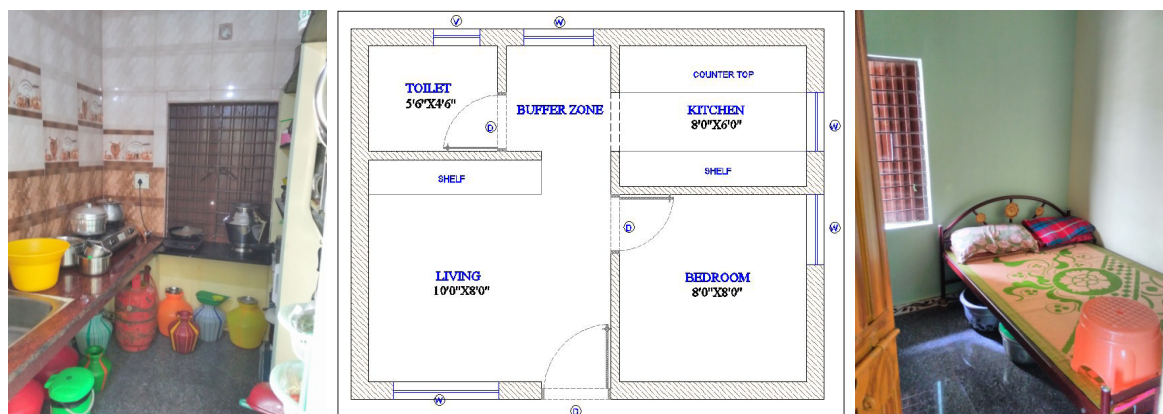 V
W
TOILET
5'6"X4'6"
D
BUFFER ZONE
COUNTER TOP
KITCHEN
8'0"X6'0"
W
SHELF
SHELF
D
W
LIVING
10'0"X8'0"
BEDROOM
8'0"X8'0"
W
D